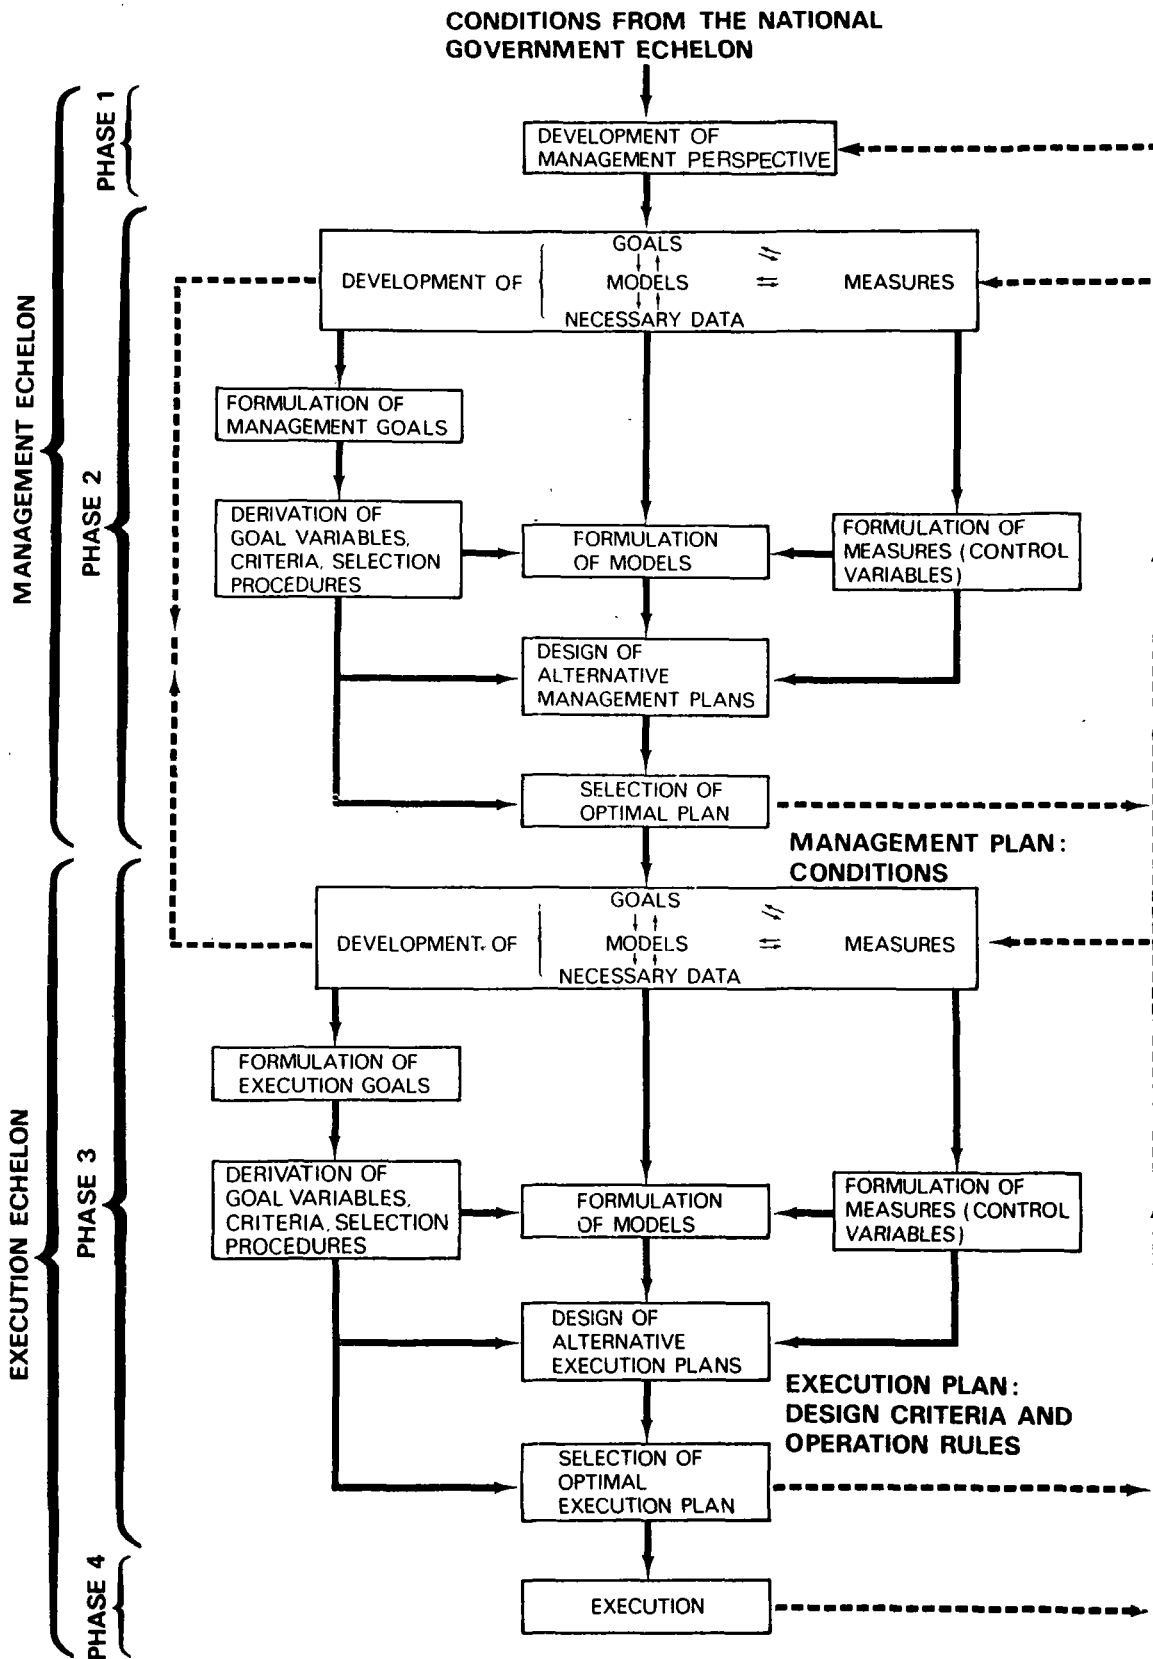 CONDITIONS FROM THE NATIONAL
GOVERNMENT ECHELON
MANAGEMENT ECHELON
PHASE 1
DEVELOPMENT OF
MANAGEMENT PERSPECTIVE
PHASE 2
GOALS
DEVELOPMENT OF MODELS MEASURES
NECESSARY DATA
FORMULATION OF
MANAGEMENT GOALS
DERIVATION OF
GOAL VARIABLES,
CRITERIA, SELECTION
PROCEDURES
FORMULATION
OF MODELS
FORMULATION OF
MEASURES (CONTROL
VARIABLES)
DESIGN OF
ALTERNATIVE
MANAGEMENT PLANS
SELECTION OF
OPTIMAL PLAN
MANAGEMENT PLAN:
CONDITIONS
EXECUTION ECHELON
PHASE 3
GOALS
DEVELOPMENT OF MODELS MEASURES
NECESSARY DATA
FORMULATION OF
EXECUTION GOALS
DERIVATION OF
GOAL VARIABLES,
CRITERIA, SELECTION
PROCEDURES
FORMULATION
OF MODELS
FORMULATION OF
MEASURES (CONTROL
VARIABLES)
DESIGN OF
ALTERNATIVE
EXECUTION PLANS
EXECUTION PLAN:
DESIGN CRITERIA AND
OPERATION RULES
SELECTION OF
OPTIMAL
EXECUTION PLAN
PHASE 4
EXECUTION